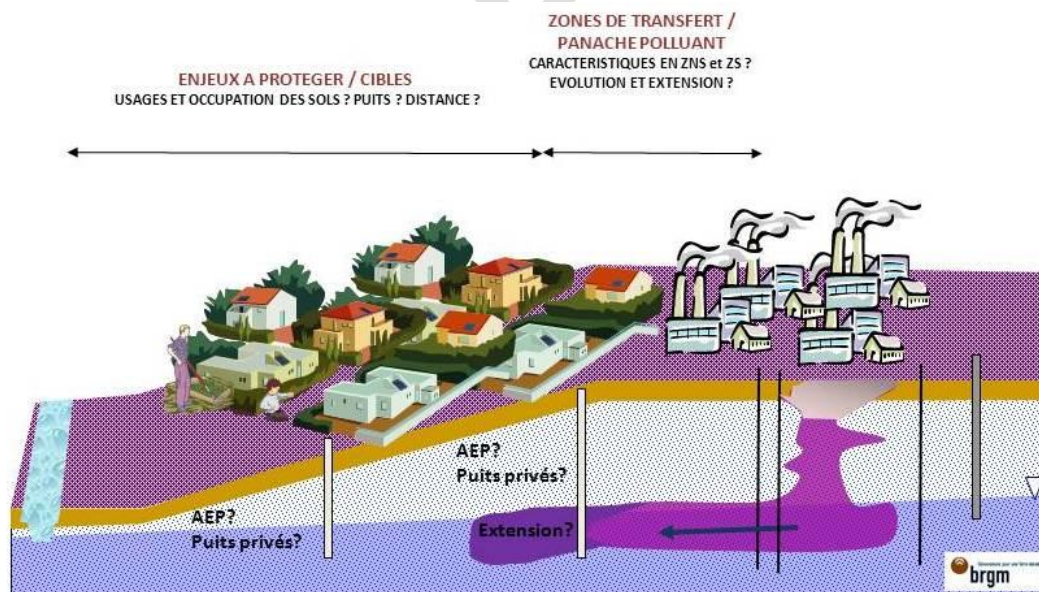 ZONES DE TRANSFERT /
PANACHE POLLUANT
CARACTERISTIQUES EN ZNS et ZS ?
EVOLUTION ET EXTENSION ?
ENJEUX A PROTEGER / CIBLES
USAGES ET OCCUPATION DES SOLS ? PUITS ? DISTANCE ?
AEP?
Puits privés?
AEP?
Puits privés?
Extension?
brgm